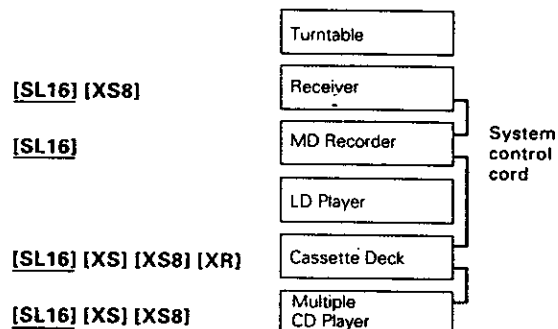 Turntable
[SL16] [XS8] Receiver
[SL16] MD Recorder
System
control
cord
LD Player
[SL16] [XS] [XS8] [XR] Cassette Deck
[SL16] [XS] [XS8] Multiple
CD Player